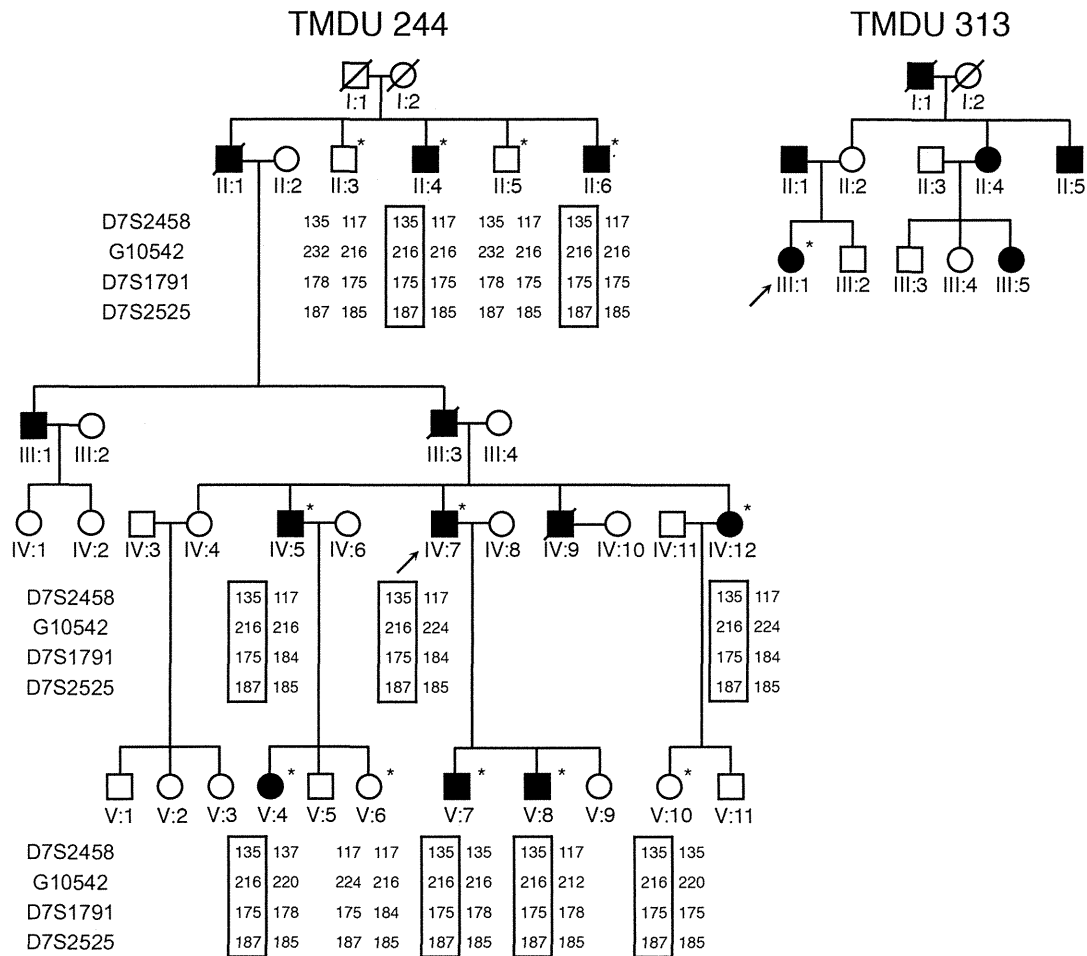 TMDU 244 TMDU 313
I:1 I:2 I:1 I:2
* * * *
II:1 II:2 II:3 II:4 II:5 II:6 II:1 II:2 II:3 II:4 II:5
D7S2458 135 117 135 117 135 117 135 117
G10542 232 216 216 216 232 216 216 216
D7S1791 178 175 175 175 178 175 175 175
D7S2525 187 185 187 185 187 185 187 185
*
III:1 III:2 III:3 III:4 III:5
III:1 III:2 III:3 III:4
* * *
IV:1 IV:2 IV:3 IV:4 IV:5 IV:6 IV:7 IV:8 IV:9 IV:10 IV:11 IV:12
D7S2458 135 117 135 117 135 117
G10542 216 216 216 224 216 224
D7S1791 175 184 175 184 175 184
D7S2525 187 185 187 185 187 185
* * * * *
V:1 V:2 V:3 V:4 V:5 V:6 V:7 V:8 V:9 V:10 V:11
D7S2458 135 137 117 117 135 135 135 117 135 135
G10542 216 220 224 216 216 216 216 212 216 220
D7S1791 175 178 175 184 175 178 175 178 175 175
D7S2525 187 185 187 185 187 185 187 185 187 185